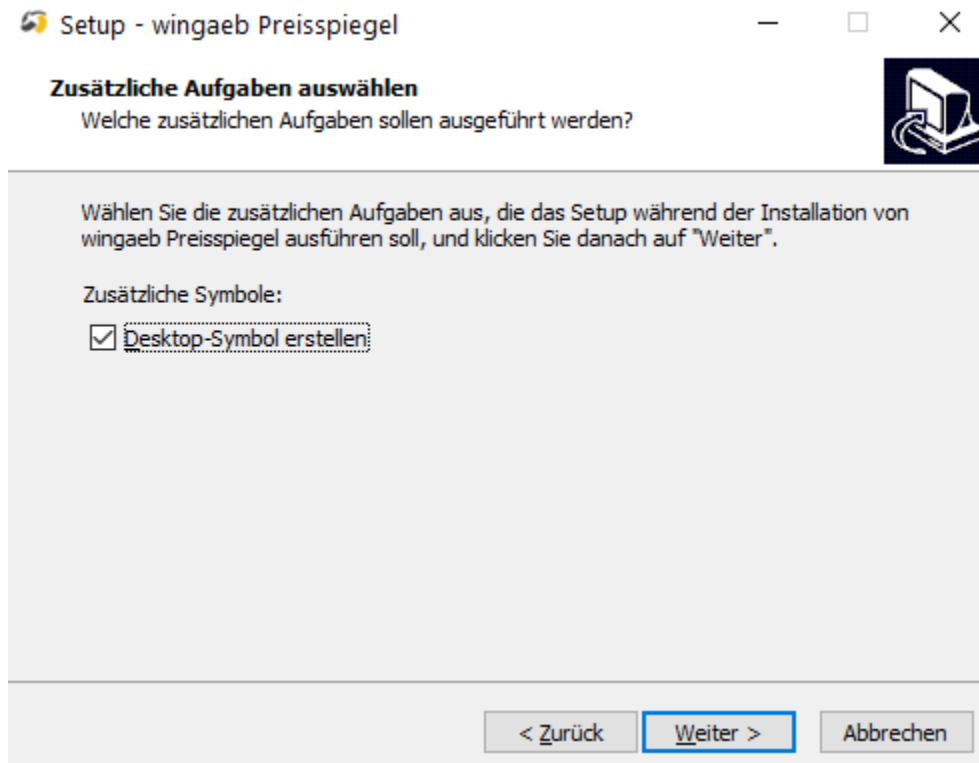 Setup - wingaeb Preisspiegel
Zusätzliche Aufgaben auswählen
Welche zusätzlichen Aufgaben sollen ausgeführt werden?
Wählen Sie die zusätzlichen Aufgaben aus, die das Setup während der Installation von
wingaeb Preisspiegel ausführen soll, und klicken Sie danach auf "Weiter".
Zusätzliche Symbole:
Desktop-Symbol erstellen
< Zurück Weiter > Abbrechen